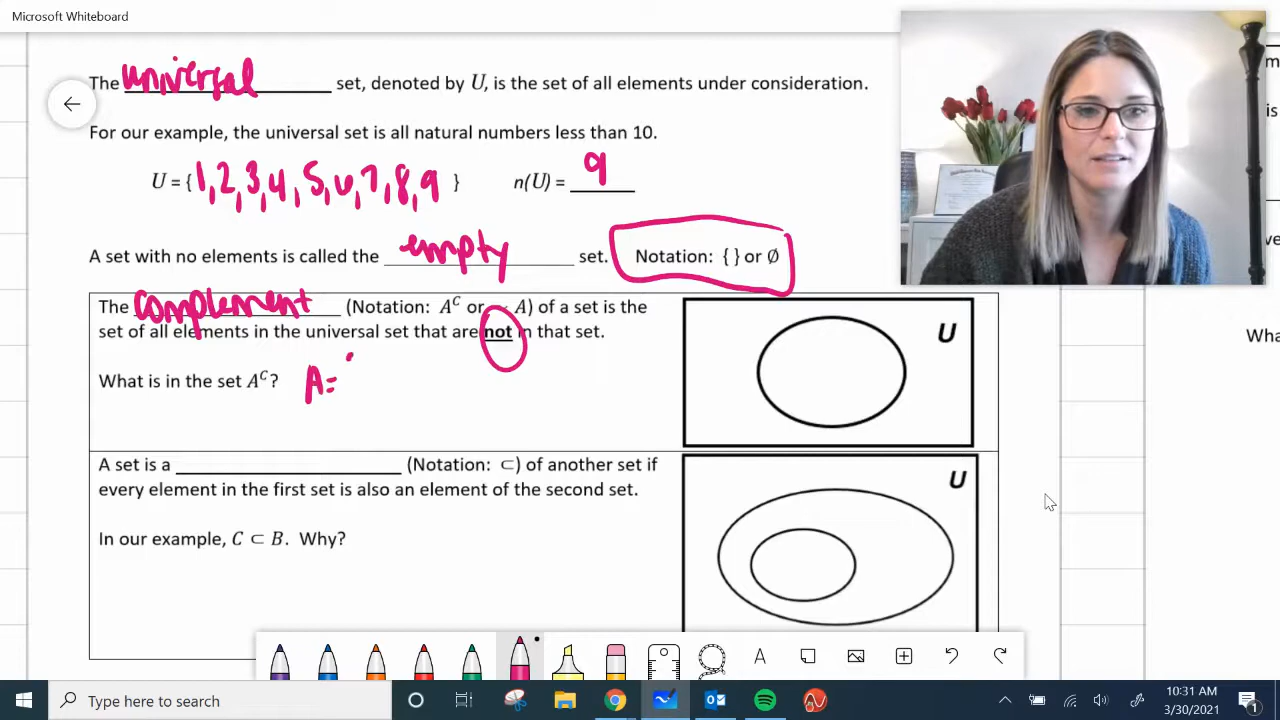 Microsoft Whiteboard
The universal set, denoted by U, is the set of all elements under consideration.
For our example, the universal set is all natural numbers less than 10.
U = { 1, 2, 3, 4, 5, 6, 7, 8, 9 } n(U) = 9
A set with no elements is called the empty set. Notation: { } or ∅
The complement (Notation: Aᶜ or ~ A) of a set is the
set of all elements in the universal set that are not in that set.
What is in the set Aᶜ? A=
U
A set is a ____ (Notation: ⊂) of another set if
every element in the first set is also an element of the second set.
In our example, C ⊂ B. Why?
U
Wha
Type here to search
10:31 AM
3/30/2021